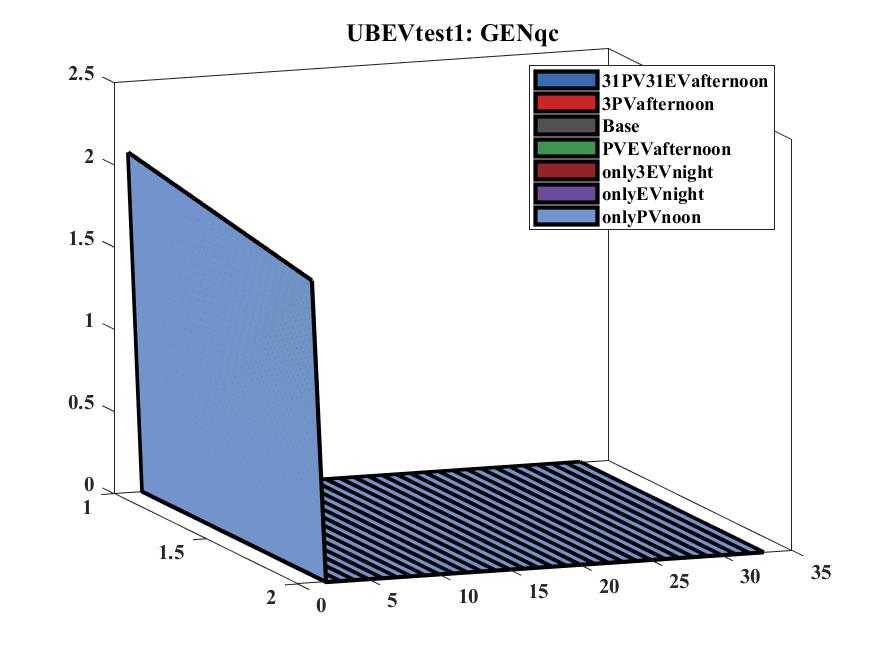 UBEVtest1: GENqc
2.5
2
1.5
1
0.5
0
31PV31EVafternoon
3PVafternoon
Base
PVEVafternoon
only3EVnight
onlyEVnight
onlyPVnoon
1
1.5
2
0
5
10
15
20
25
30
35